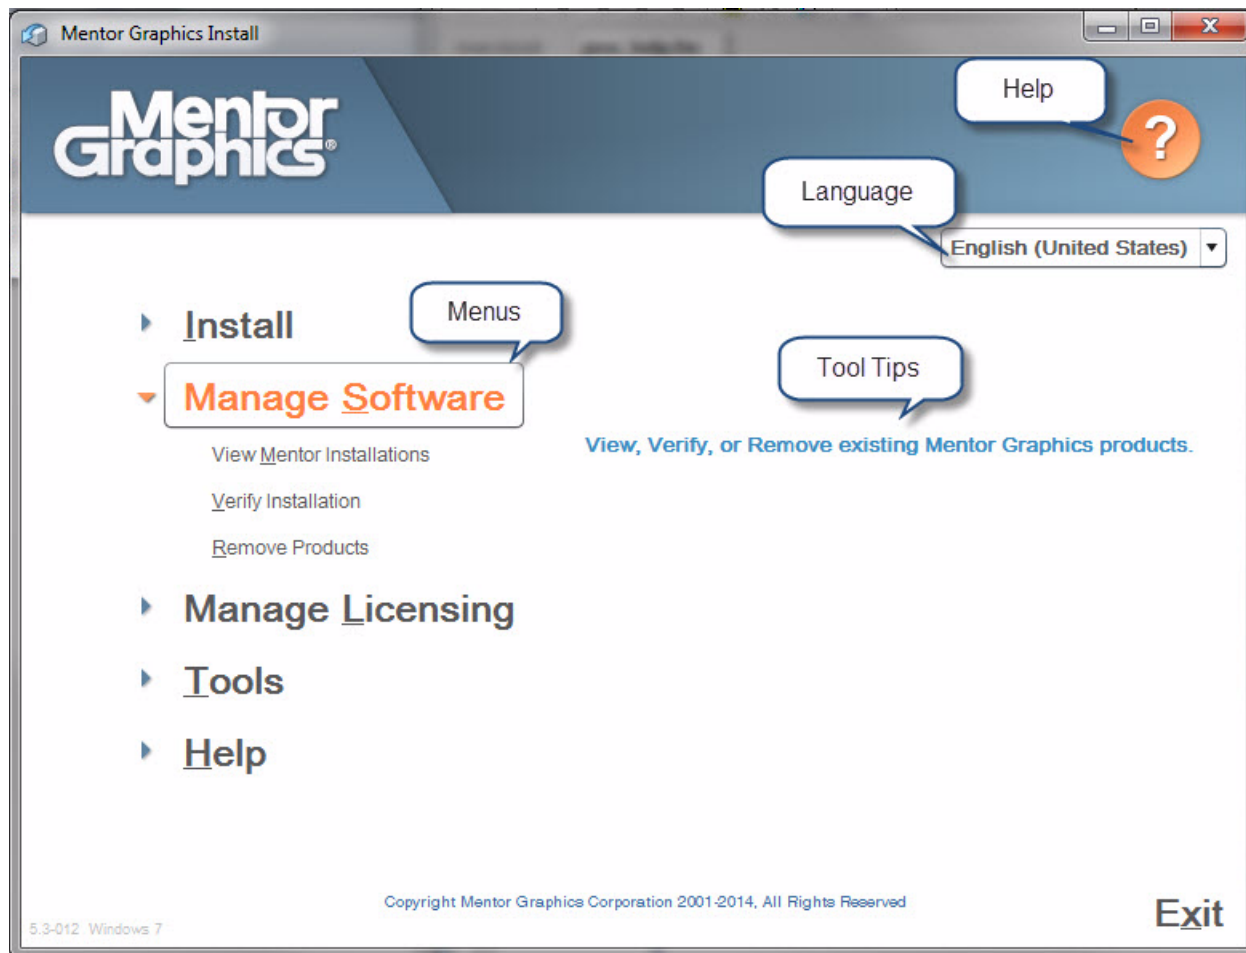 Mentor Graphics Install
Mentor
Graphics®
Help
?
Language
English (United States)
Install
Menus
Manage Software
Tool Tips
View Mentor Installations
View, Verify, or Remove existing Mentor Graphics products.
Verify Installation
Remove Products
Manage Licensing
Tools
Help
Copyright Mentor Graphics Corporation 2001-2014, All Rights Reserved
Exit
5.3-012 Windows 7